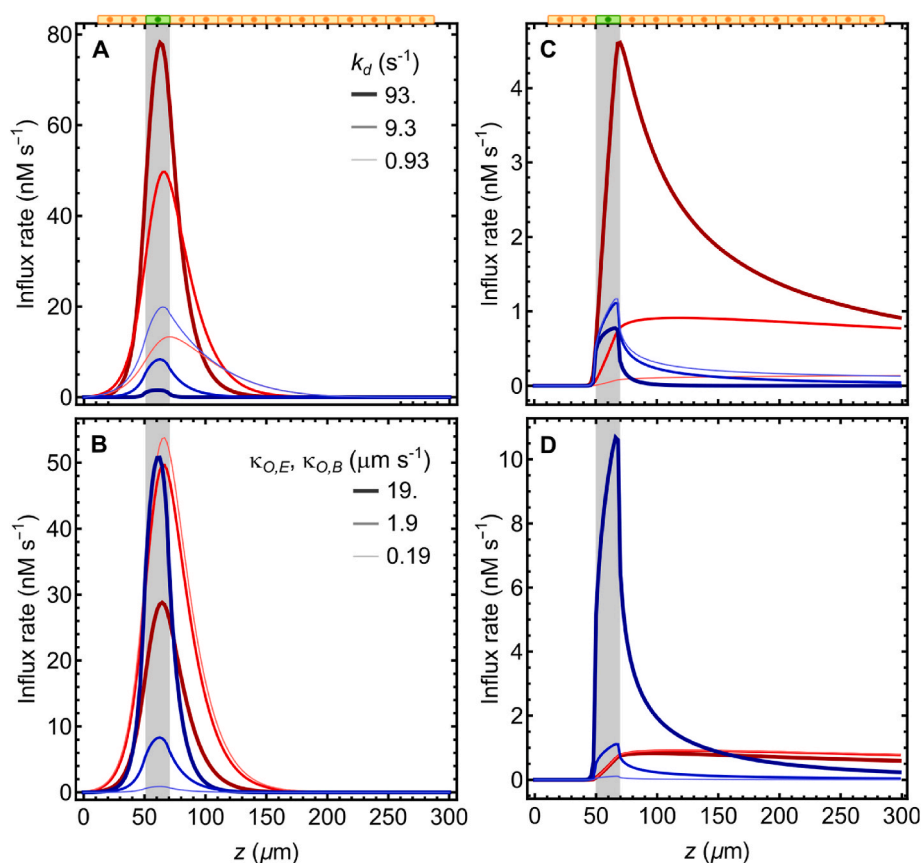 A
k_d (s⁻¹)
93.
9.3
0.93
Influx rate (nM s⁻¹)
80
60
40
20
0
C
Influx rate (nM s⁻¹)
4
3
2
1
0
B
κ_O,E, κ_O,B (μm s⁻¹)
19.
1.9
0.19
Influx rate (nM s⁻¹)
50
40
30
20
10
0
0 50 100 150 200 250 300
z (μm)
D
Influx rate (nM s⁻¹)
10
8
6
4
2
0
0 50 100 150 200 250 300
z (μm)